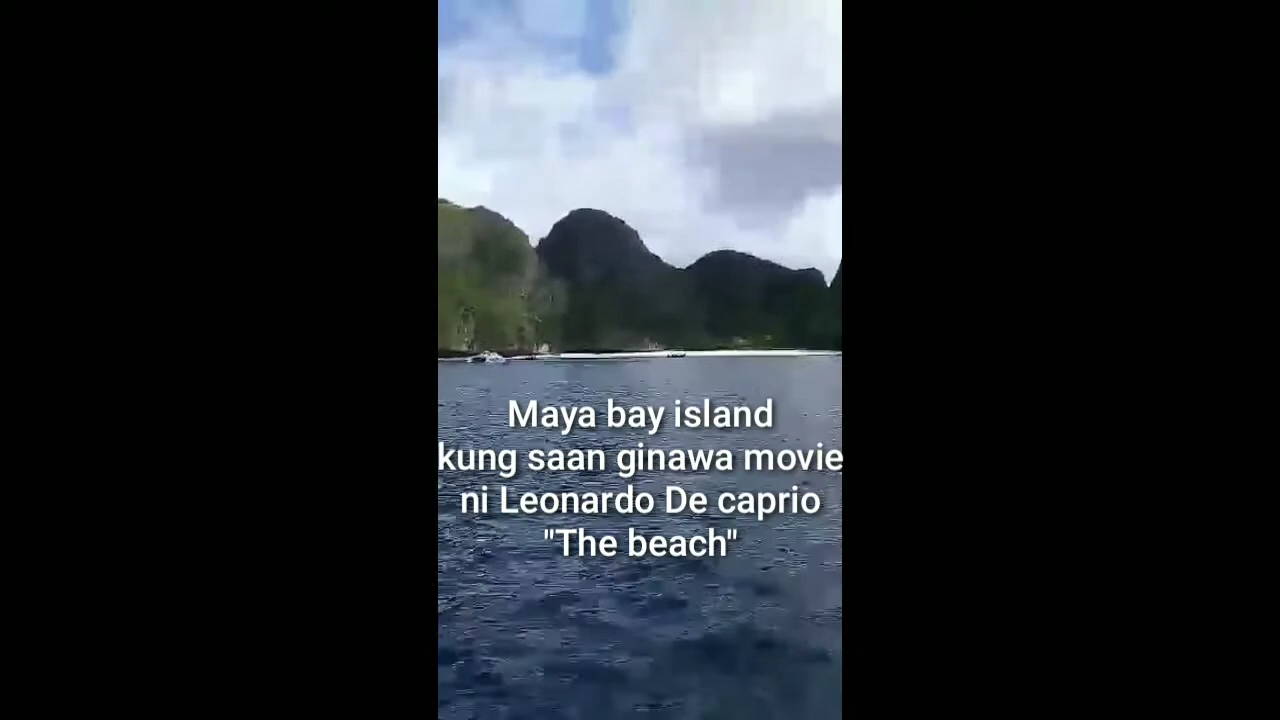 Maya bay island
kung saan ginawa movie
ni Leonardo De caprio
"The beach"